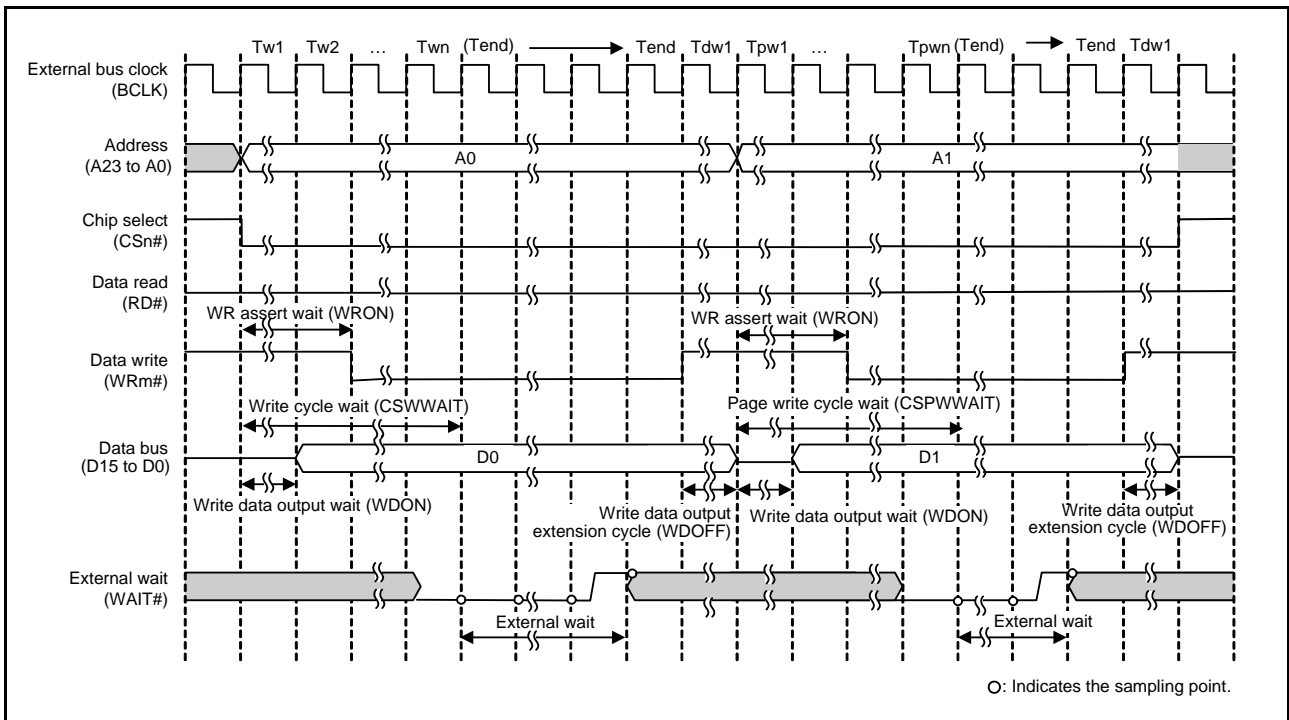 Tw1 Tw2 … Twn (Tend) Tend Tdw1 Tpw1 … Tpwn (Tend) Tend Tdw1
External bus clock
(BCLK)
Address
(A23 to A0)
A0 A1
Chip select
(CSn#)
Data read
(RD#)
WR assert wait (WRON) WR assert wait (WRON)
Data write
(WRm#)
Write cycle wait (CSWWAIT) Page write cycle wait (CSPWWAIT)
Data bus
(D15 to D0)
D0 D1
Write data output wait (WDON) Write data output
extension cycle (WDOFF) Write data output wait (WDON) Write data output
extension cycle (WDOFF)
External wait
(WAIT#)
External wait External wait
O: Indicates the sampling point.